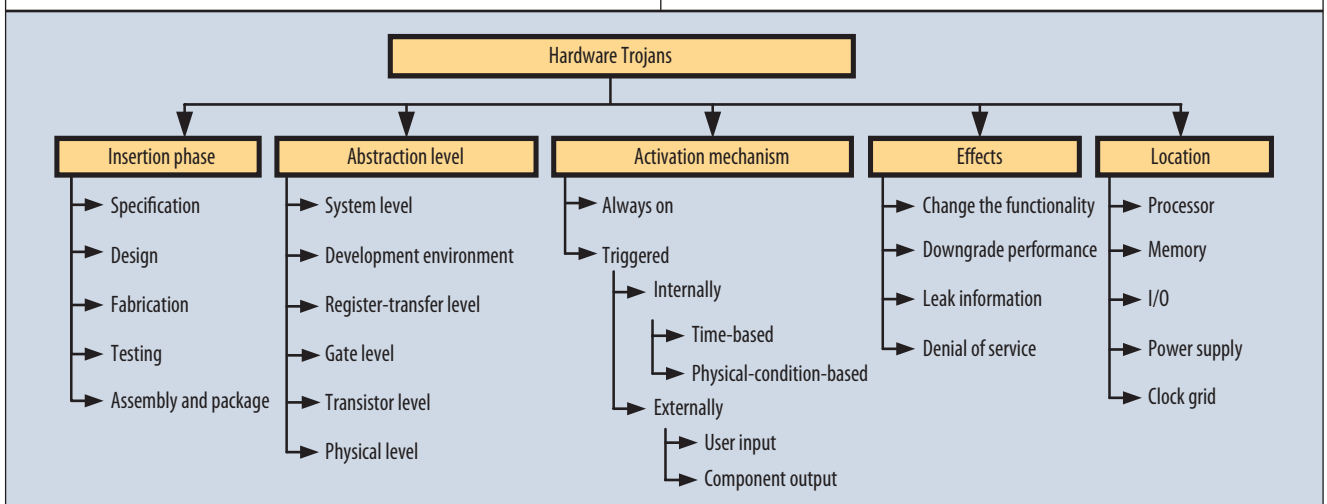 Hardware Trojans
Insertion phase
Specification
Design
Fabrication
Testing
Assembly and package
Abstraction level
System level
Development environment
Register-transfer level
Gate level
Transistor level
Physical level
Activation mechanism
Always on
Triggered
Internally
Time-based
Physical-condition-based
Externally
User input
Component output
Effects
Change the functionality
Downgrade performance
Leak information
Denial of service
Location
Processor
Memory
I/O
Power supply
Clock grid